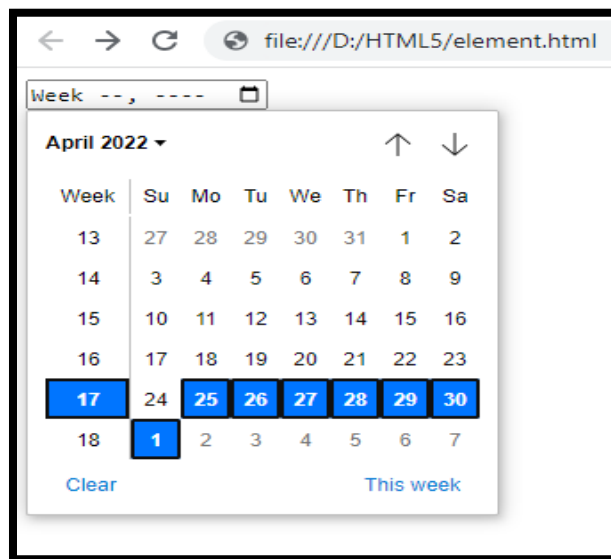 file:///D:/HTML5/element.html
Week --, ----
April 2022
Week Su Mo Tu We Th Fr Sa
13 27 28 29 30 31 1 2
14 3 4 5 6 7 8 9
15 10 11 12 13 14 15 16
16 17 18 19 20 21 22 23
17 24 25 26 27 28 29 30
18 1 2 3 4 5 6 7
Clear This week